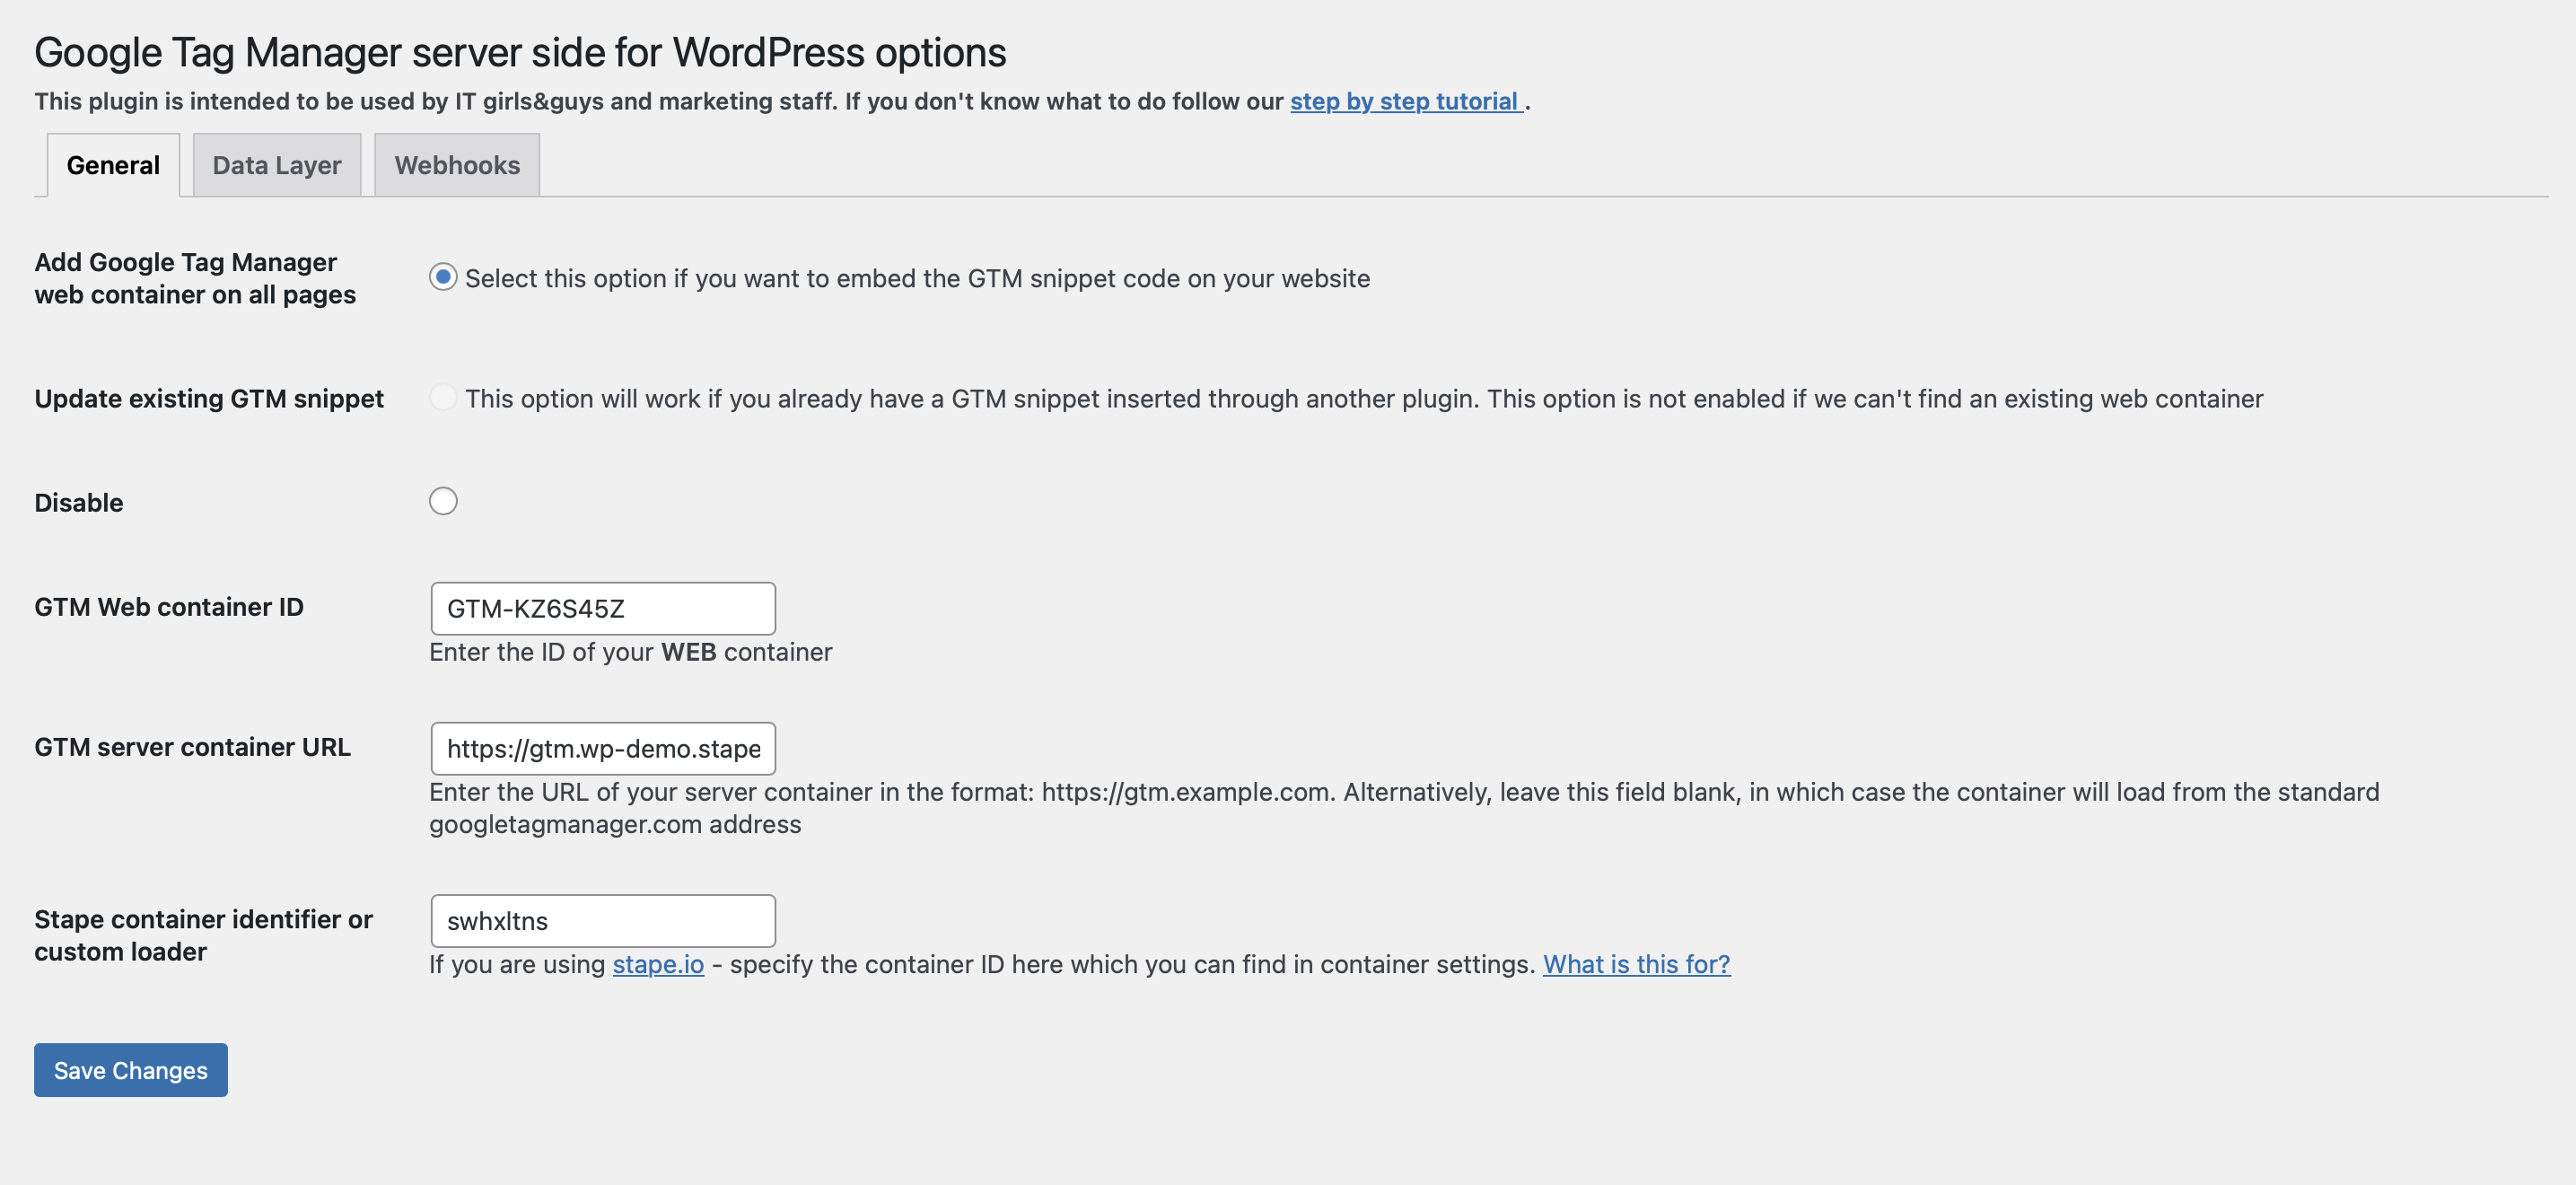 Google Tag Manager server side for WordPress options
This plugin is intended to be used by IT girls&guys and marketing staff. If you don't know what to do follow our step by step tutorial .
General
Data Layer
Webhooks
Add Google Tag Manager
web container on all pages
Select this option if you want to embed the GTM snippet code on your website
Update existing GTM snippet
This option will work if you already have a GTM snippet inserted through another plugin. This option is not enabled if we can't find an existing web container
Disable
GTM Web container ID
GTM-KZ6S45Z
Enter the ID of your WEB container
GTM server container URL
https://gtm.wp-demo.stape
Enter the URL of your server container in the format: https://gtm.example.com. Alternatively, leave this field blank, in which case the container will load from the standard
googletagmanager.com address
Stape container identifier or
custom loader
swhxltns
If you are using stape.io - specify the container ID here which you can find in container settings. What is this for?
Save Changes